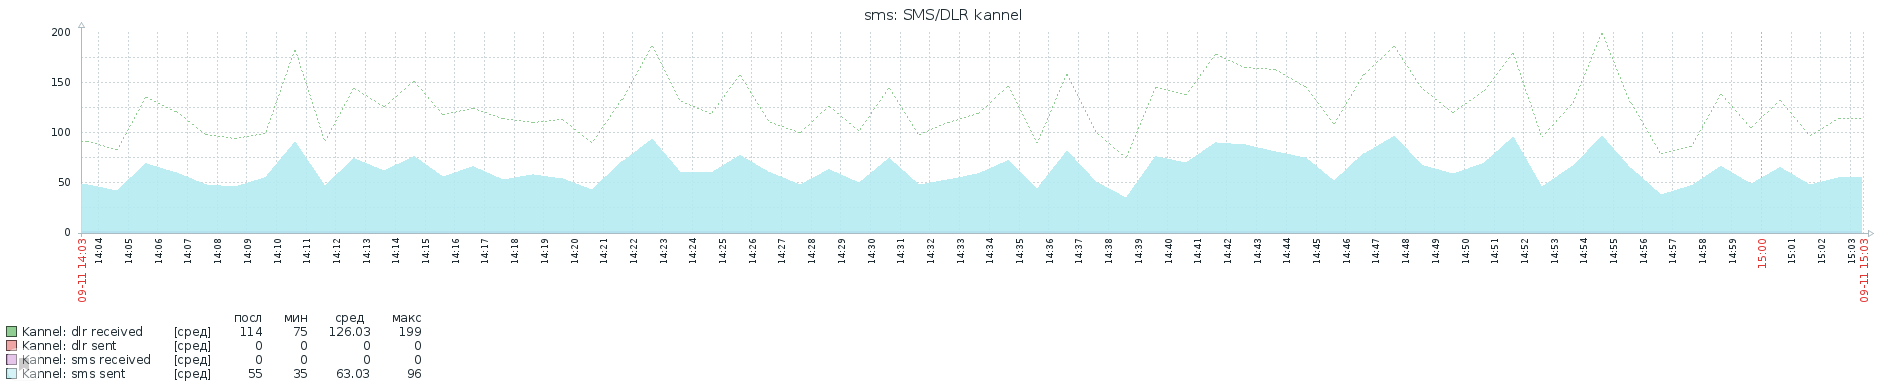 sms: SMS/DLR kannel
200
150
100
50
0
09-11 14:03 14:04 14:05 14:06 14:07 14:08 14:09 14:10 14:11 14:12 14:13 14:14 14:15 14:16 14:17 14:18 14:19 14:20 14:21 14:22 14:23 14:24 14:25 14:26 14:27 14:28 14:29 14:30 14:31 14:32 14:33 14:34 14:35 14:36 14:37 14:38 14:39 14:40 14:41 14:42 14:43 14:44 14:45 14:46 14:47 14:48 14:49 14:50 14:51 14:52 14:53 14:54 14:55 14:56 14:57 14:58 14:59 15:00 15:01 15:02 15:03 09-11 15:03
посл мин сред макс
Kannel: dlr received [сред] 114 75 126.03 199
Kannel: dlr sent [сред] 0 0 0 0
Kannel: sms received [сред] 0 0 0 0
Kannel: sms sent [сред] 55 35 63.03 96